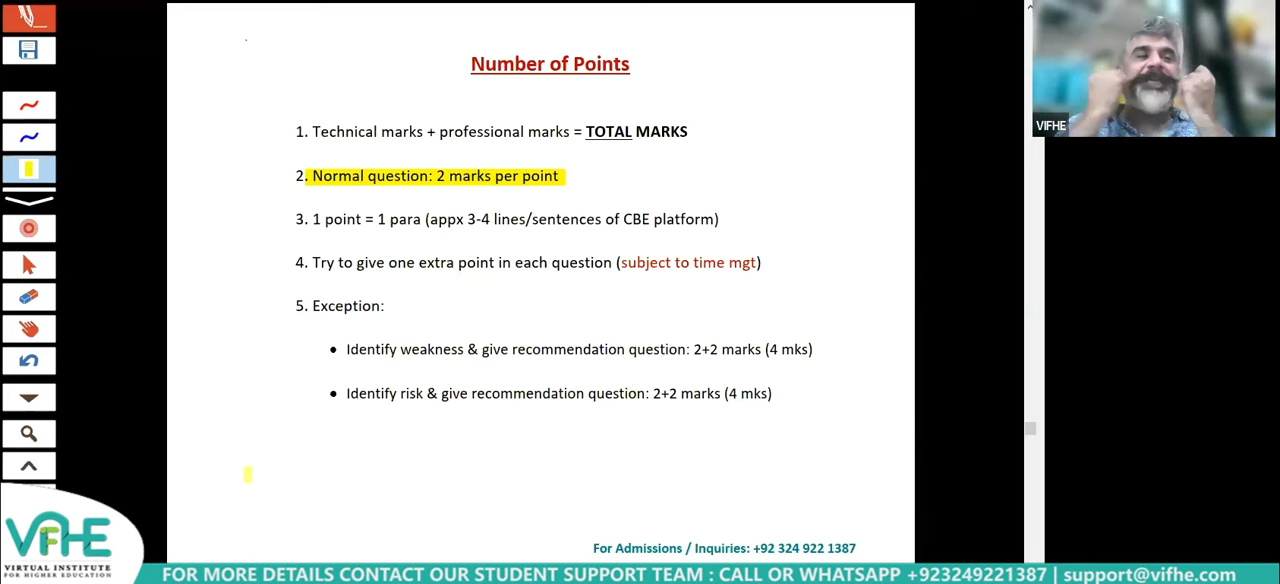 Number of Points
VIFHE
1. Technical marks + professional marks = TOTAL MARKS
2. Normal question: 2 marks per point
3. 1 point = 1 para (appx 3-4 lines/sentences of CBE platform)
4. Try to give one extra point in each question (subject to time mgt)
5. Exception:
• Identify weakness & give recommendation question: 2+2 marks (4 mks)
• Identify risk & give recommendation question: 2+2 marks (4 mks)
VIFHE
VIRTUAL INSTITUTE
FOR HIGHER EDUCATION
For Admissions / Inquiries: +92 324 922 1387
FOR MORE DETAILS CONTACT OUR STUDENT SUPPORT TEAM : CALL OR WHATSAPP +923249221387 | support@vifhe.com